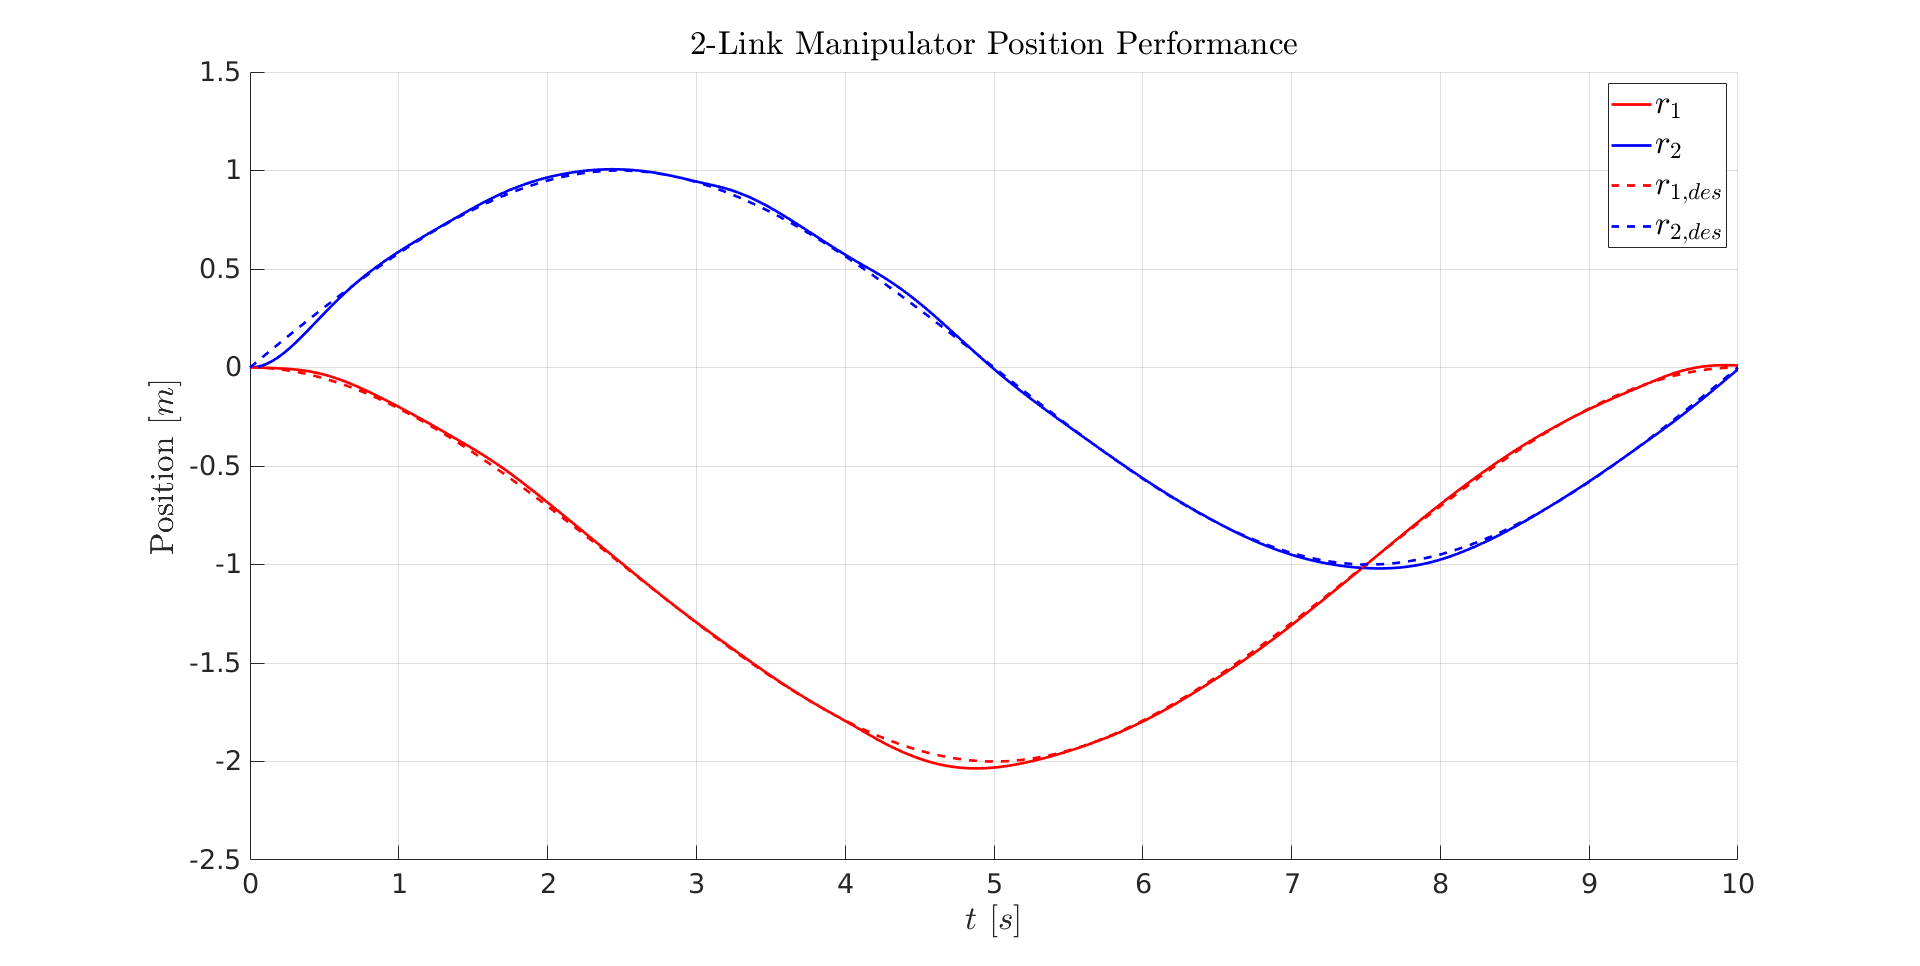 2-Link Manipulator Position Performance
1.5
1
0.5
0
-0.5
-1
-1.5
-2
-2.5
Position [m]
r1
r2
r1,des
r2,des
0 1 2 3 4 5 6 7 8 9 10
t [s]